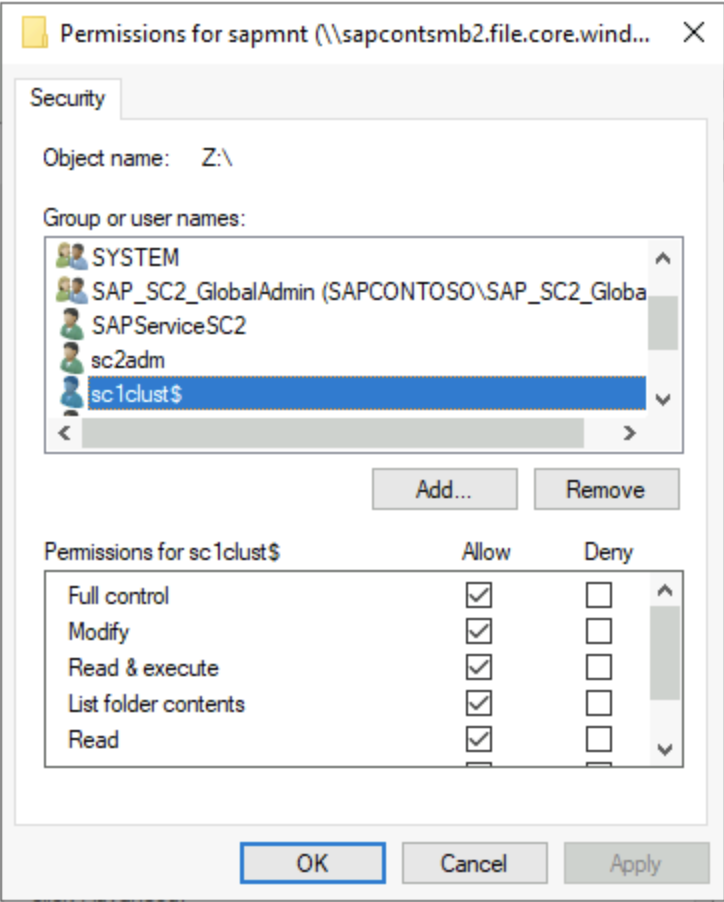 Permissions for sapmnt (\\sapcontsmb2.file.core.wind...
Security
Object name: Z:\
Group or user names:
SYSTEM
SAP_SC2_GlobalAdmin (SAPCONTOSO\SAP_SC2_Globa
SAPServiceSC2
sc2adm
sc1clust$
Add...
Remove
Permissions for sc1clust$ Allow Deny
Full control
Modify
Read & execute
List folder contents
Read
OK
Cancel
Apply